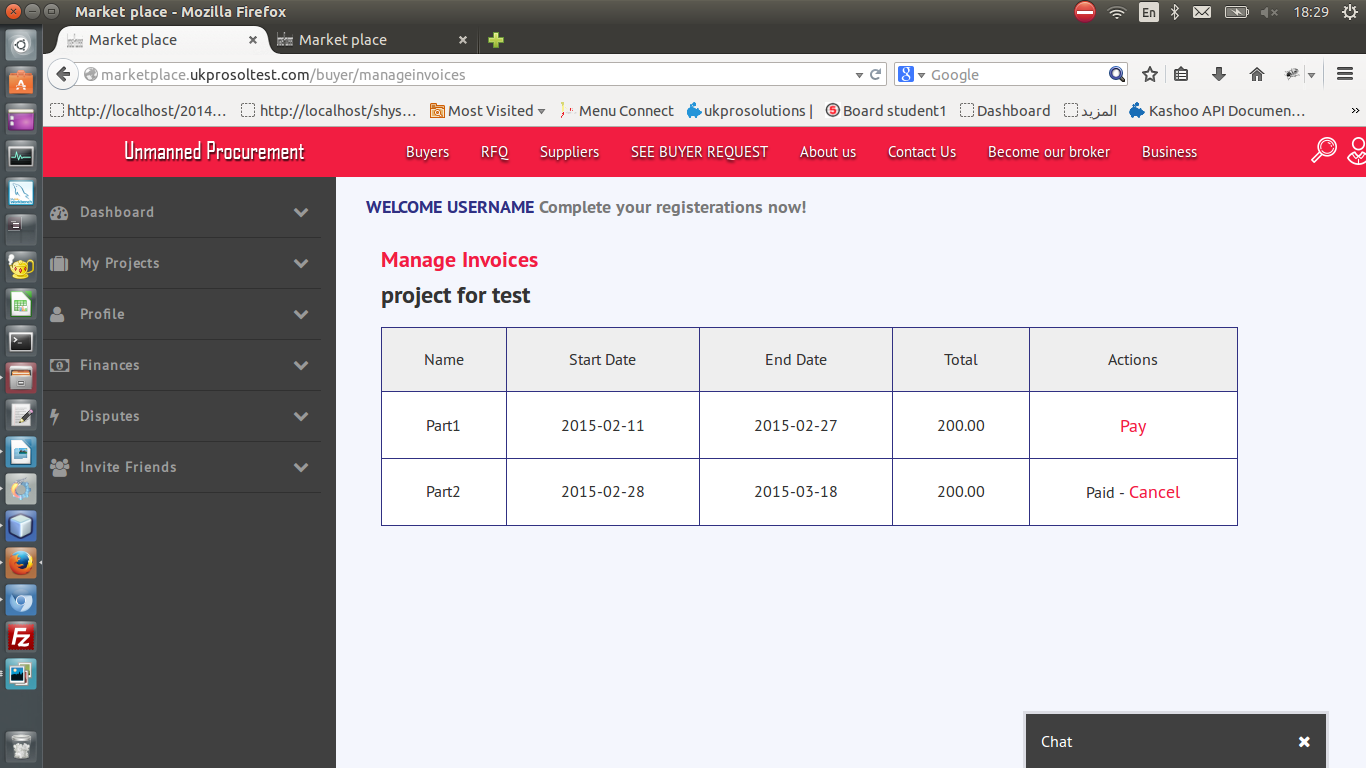 Market place - Mozilla Firefox
En
18:29
Market place
Market place
marketplace.ukprosoltest.com/buyer/manageinvoices
Google
http://localhost/2014...
http://localhost/shys...
Most Visited
Menu Connect
ukprosolutions |
Board student1
Dashboard
المزيد
Kashoo API Documen...
»
Unmanned Procurement
Buyers
RFQ
Suppliers
SEE BUYER REQUEST
About us
Contact Us
Become our broker
Business
Dashboard
My Projects
Profile
Finances
Disputes
Invite Friends
WELCOME USERNAME Complete your registerations now!
Manage Invoices
project for test
Name Start Date End Date Total Actions
Part1 2015-02-11 2015-02-27 200.00 Pay
Part2 2015-02-28 2015-03-18 200.00 Paid - Cancel
Chat